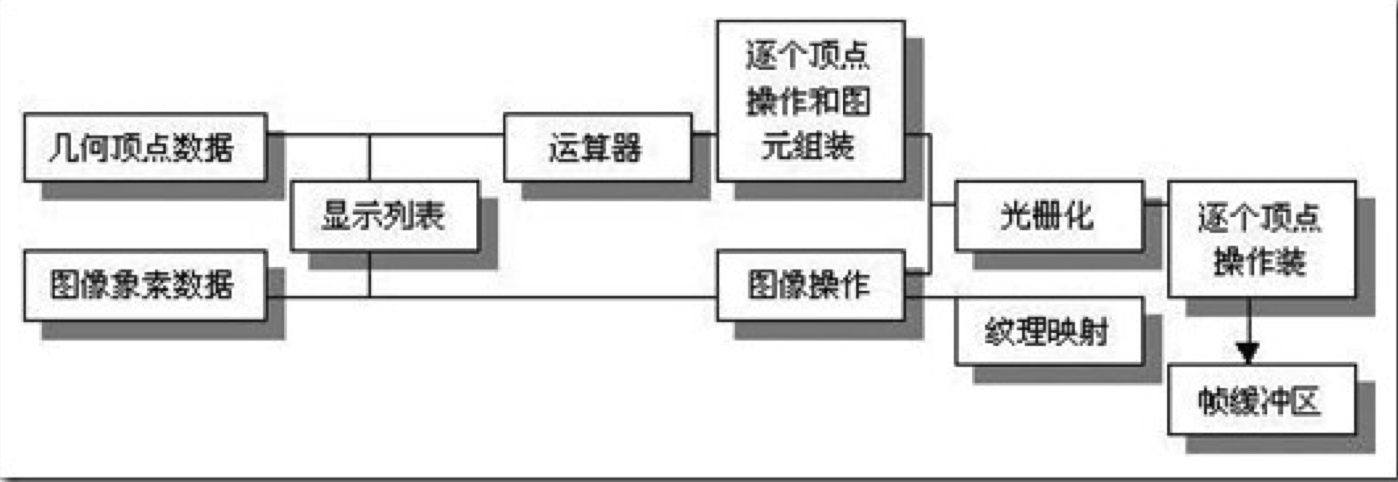 几何顶点数据
图像象素数据
显示列表
运算器
逐个顶点
操作和图
元组装
图像操作
光栅化
纹理映射
逐个顶点
操作装
帧缓冲区